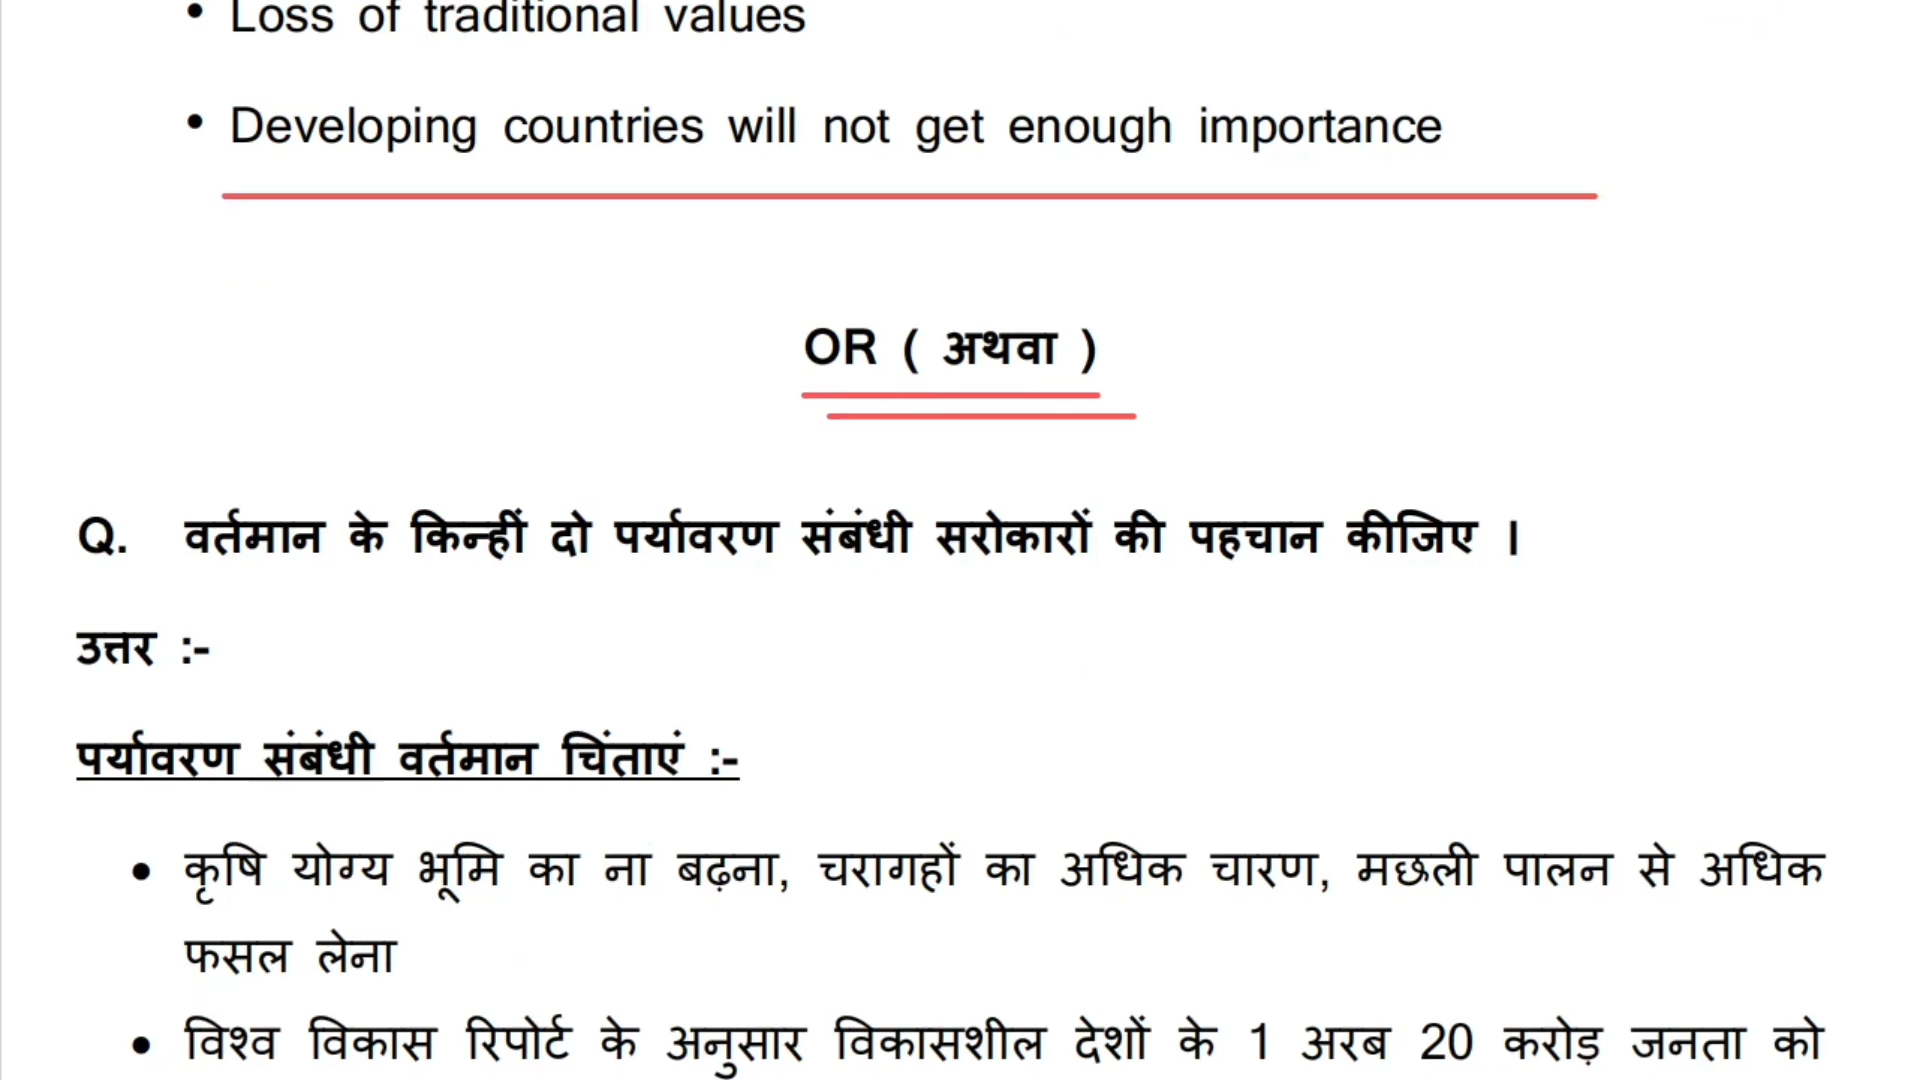 • Loss of traditional values
• Developing countries will not get enough importance
OR ( अथवा )
Q. वर्तमान के किन्हीं दो पर्यावरण संबंधी सरोकारों की पहचान कीजिए ।
उत्तर :-
पर्यावरण संबंधी वर्तमान चिंताएं :-
• कृषि योग्य भूमि का ना बढ़ना, चरागहों का अधिक चारण, मछली पालन से अधिक
फसल लेना
• विश्व विकास रिपोर्ट के अनुसार विकासशील देशों के 1 अरब 20 करोड़ जनता को